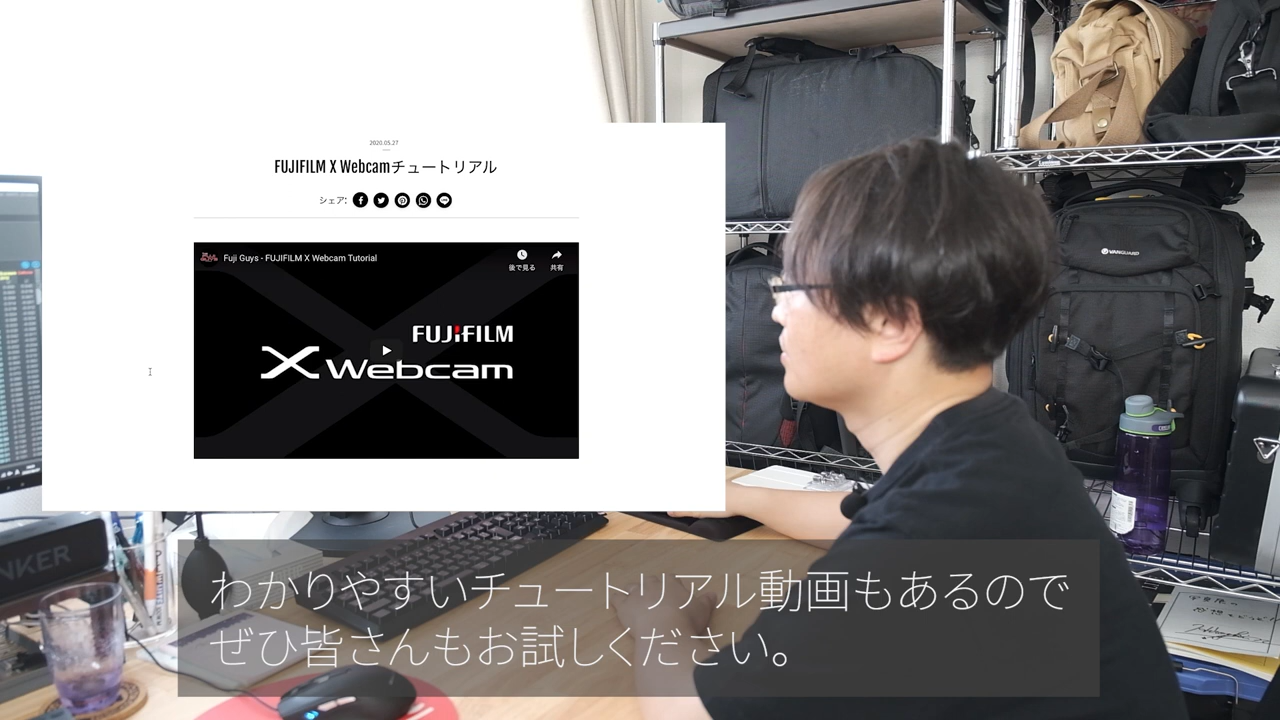 2020.05.27
FUJIFILM X Webcamチュートリアル
シェア:
Fuji Guys - FUJIFILM X Webcam Tutorial
後で見る
共有
FUJIFILM
X Webcam
VANGUARD
NKER
わかりやすいチュートリアル動画もあるので
ぜひ皆さんもお試しください。